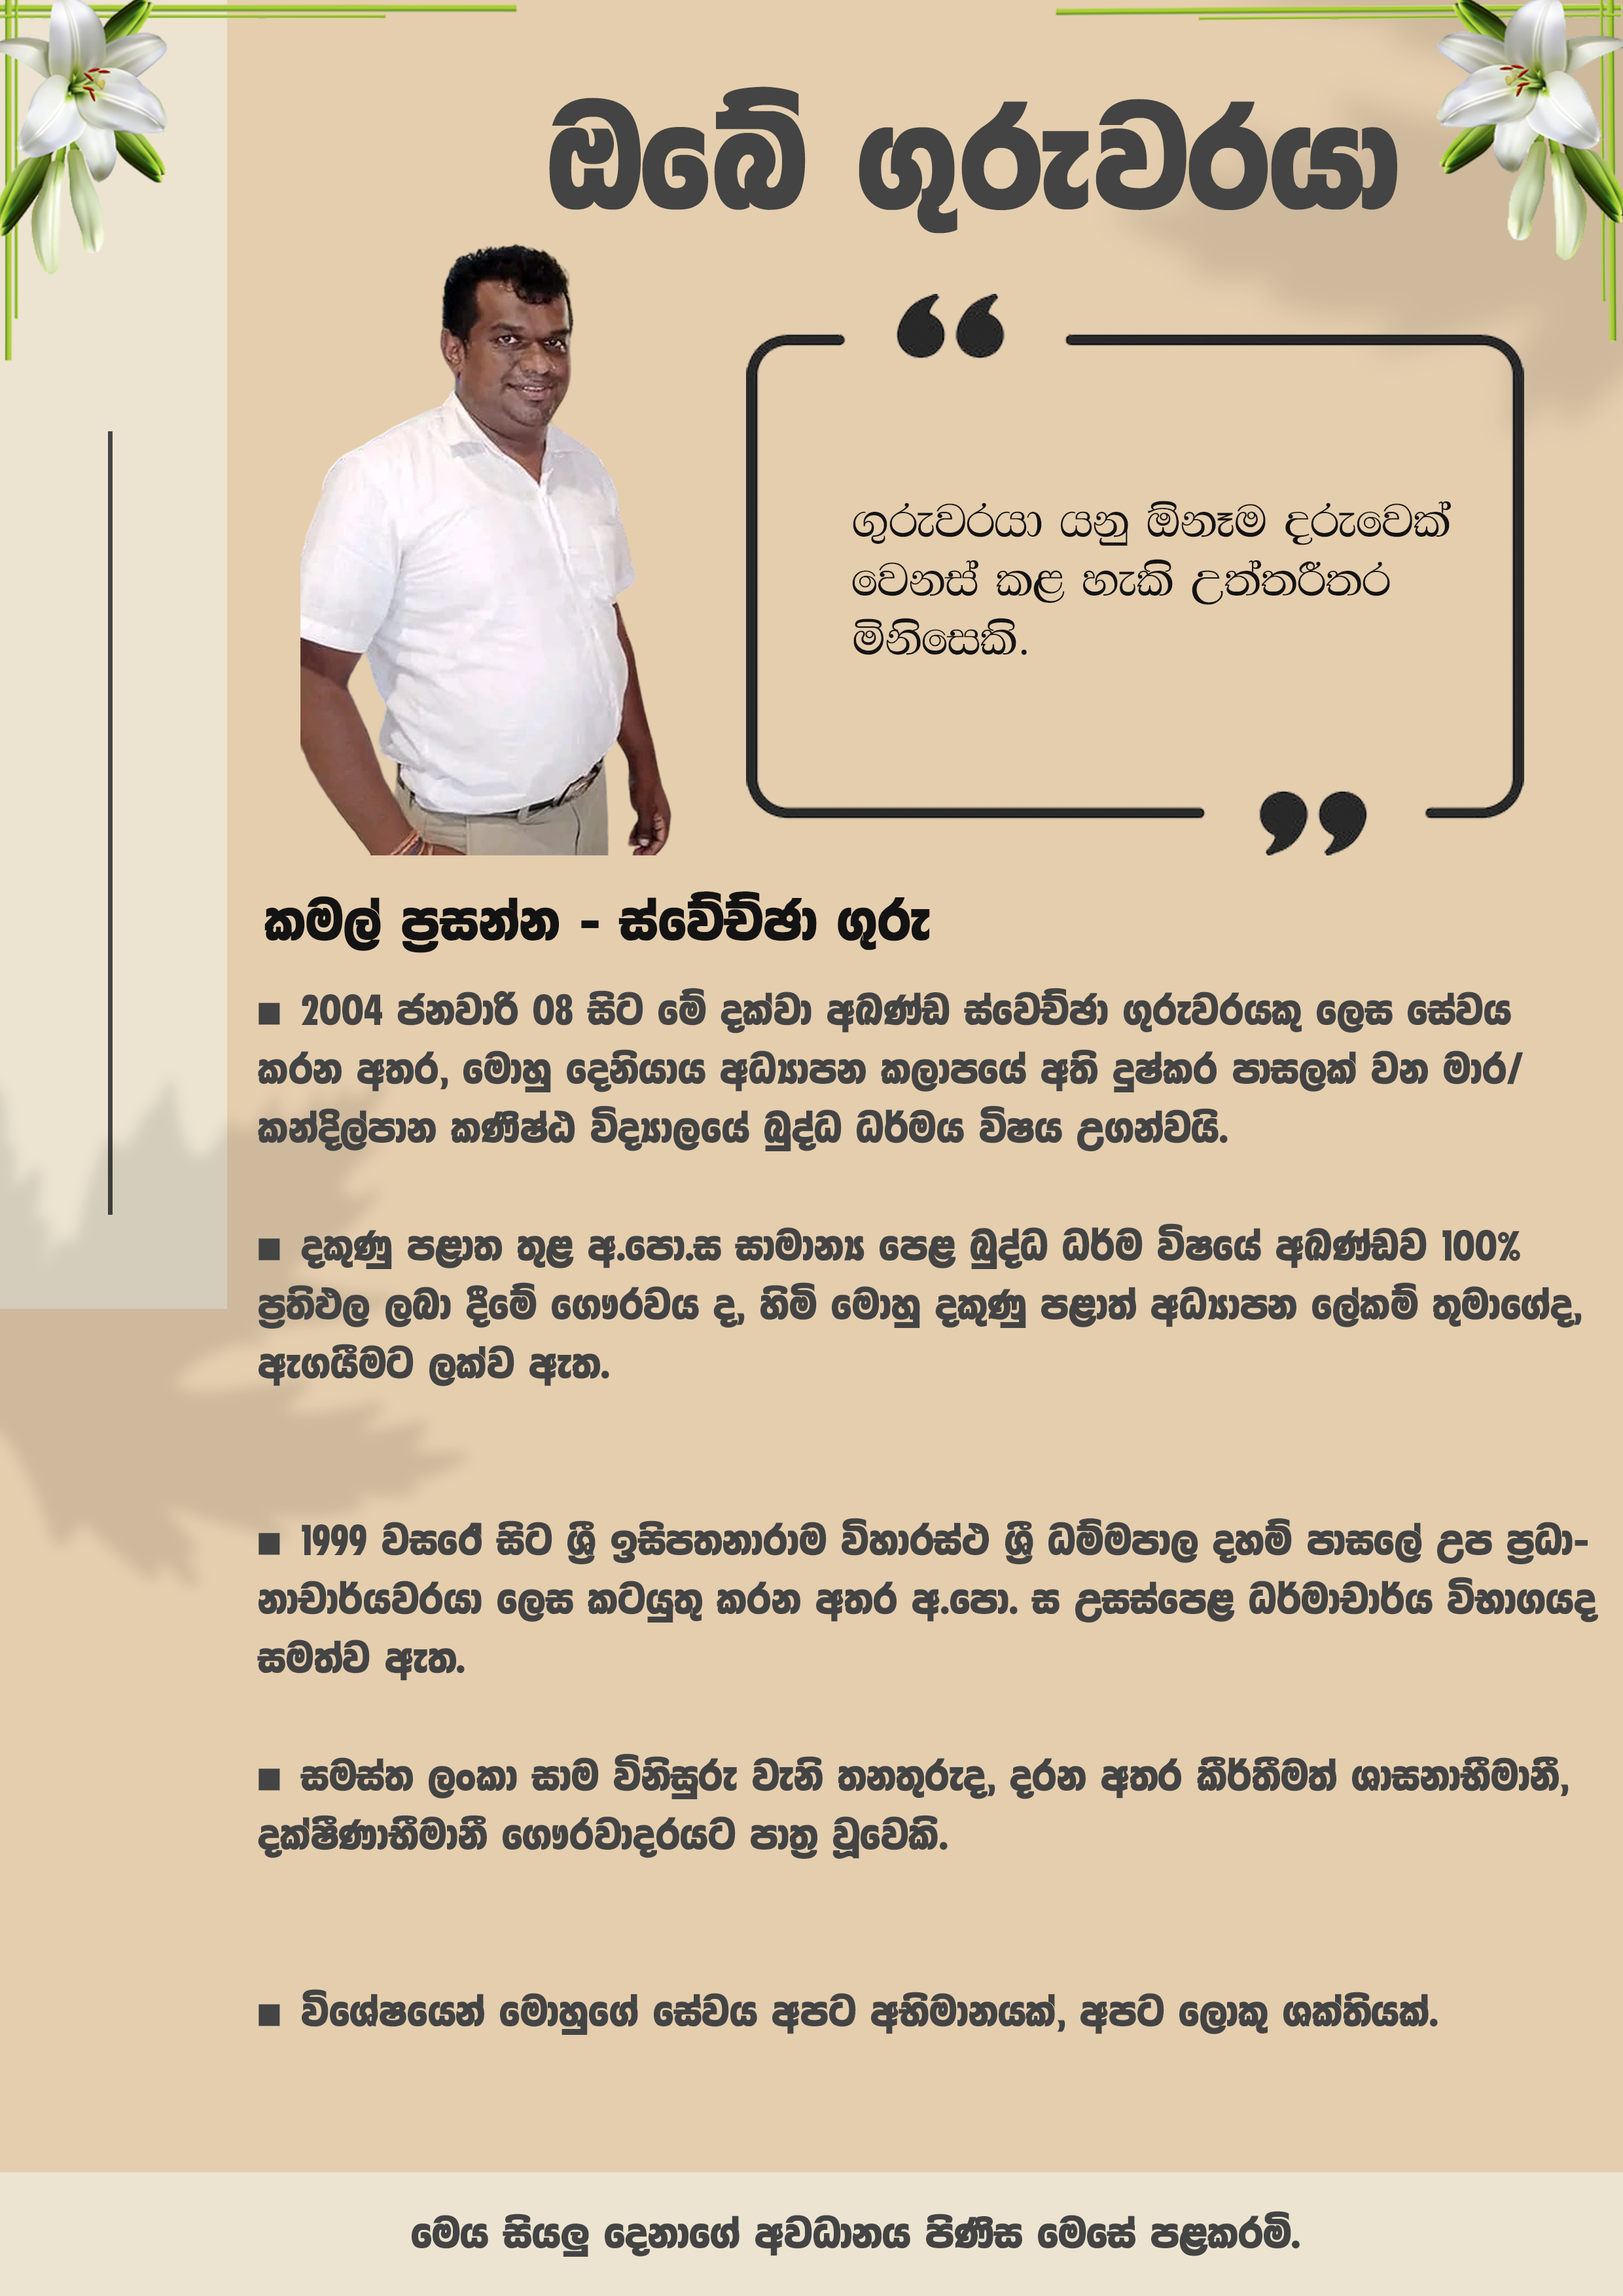 ඔබේ ගුරුවරයා
ගුරුවරයා යනු ඕනෑම දරුවෙක්
වෙනස් කළ හැකි උත්තරීතර
මිනිසෙකි.
කමල් ප්‍රසන්න - ස්වේච්ඡා ගුරු
■ 2004 ජනවාරි 08 සිට මේ දක්වා අඛණ්ඩ ස්වෙච්ඡා ගුරුවරයකු ලෙස සේවය
කරන අතර, මොහු දෙනියාය අධ්‍යාපන කලාපයේ අති දුෂ්කර පාසලක් වන මාර/
කන්දිල්පාන කණිෂ්ඨ විද්‍යාලයේ බුද්ධ ධර්මය විෂය උගන්වයි.
■ දකුණු පළාත තුළ අ.පො.ස සාමාන්‍ය පෙළ බුද්ධ ධර්ම විෂයේ අඛණ්ඩව 100%
ප්‍රතිඵල ලබා දීමේ ගෞරවය ද, හිමි මොහු දකුණු පළාත් අධ්‍යාපන ලේකම් තුමාගේද,
ඇගයීමට ලක්ව ඇත.
■ 1999 වසරේ සිට ශ්‍රී ඉසිපතනාරාම විහාරස්ථ ශ්‍රී ධම්මපාල දහම් පාසලේ උප ප්‍රධා-
නාචාර්යවරයා ලෙස කටයුතු කරන අතර අ.පො. ස උසස්පෙළ ධර්මාචාර්ය විභාගයද
සමත්ව ඇත.
■ සමස්ත ලංකා සාම විනිසුරු වැනි තනතුරුද, දරන අතර කීර්තිමත් ශාසනාභිමානී,
දක්ෂිණාභිමානී ගෞරවාදරයට පාත්‍ර වූවෙකි.
■ විශේෂයෙන් මොහුගේ සේවය අපට අභිමානයක්, අපට ලොකු ශක්තියක්.
මෙය සියලු දෙනාගේ අවධානය පිණිස මෙසේ පළකරමි.